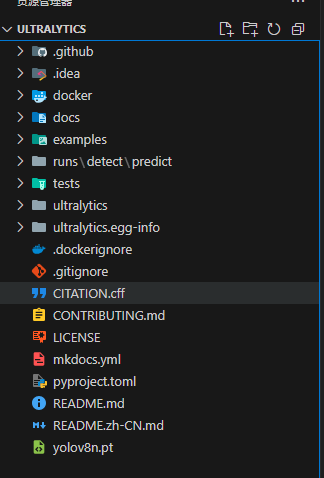 资源管理器
ULTRALYTICS
.github
.idea
docker
docs
examples
runs\detect\predict
tests
ultralytics
ultralytics.egg-info
.dockerignore
.gitignore
CITATION.cff
CONTRIBUTING.md
LICENSE
mkdocs.yml
pyproject.toml
README.md
README.zh-CN.md
yolov8n.pt